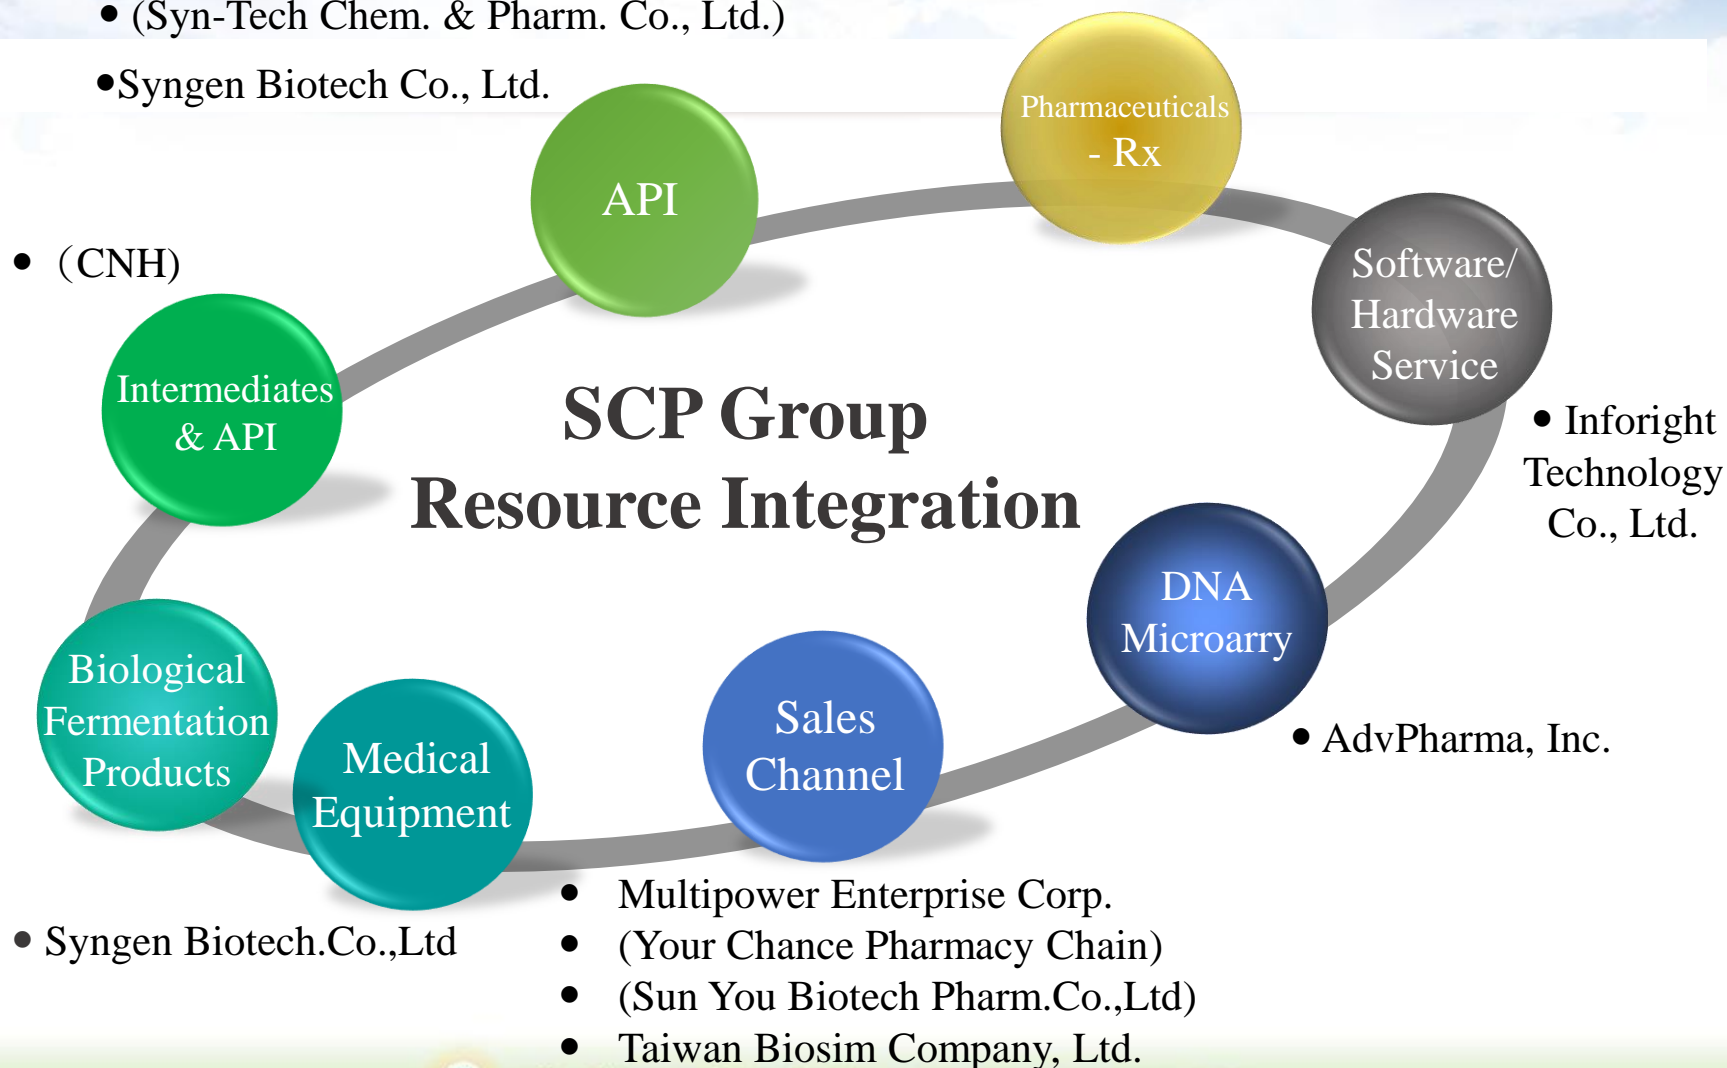 • (Syn-Tech Chem. & Pharm. Co., Ltd.)
•Syngen Biotech Co., Ltd.
Pharmaceuticals
- Rx
API
Software/
Hardware
Service
• （CNH)
Intermediates
& API
SCP Group
Resource Integration
• Inforight
Technology
Co., Ltd.
DNA
Microarry
Biological
Fermentation
Products
Medical
Equipment
Sales
Channel
• AdvPharma, Inc.
• Syngen Biotech.Co.,Ltd
• Multipower Enterprise Corp.
• (Your Chance Pharmacy Chain)
• (Sun You Biotech Pharm.Co.,Ltd)
• Taiwan Biosim Company, Ltd.